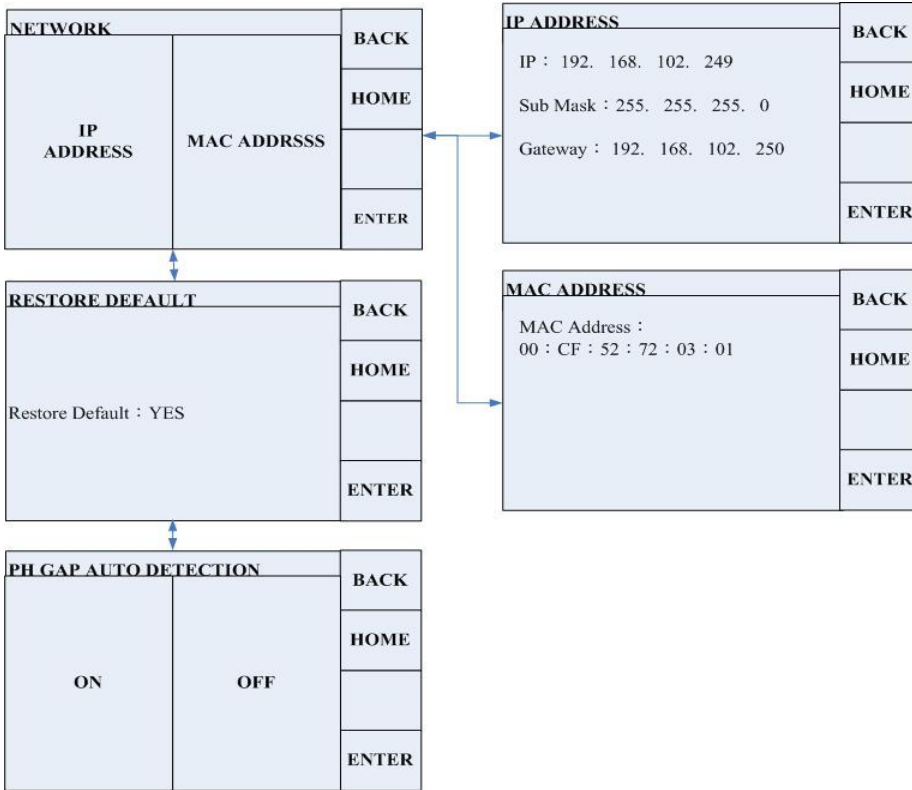 NETWORK
IP
ADDRESS
MAC ADDRSSS
BACK
HOME
ENTER
IP ADDRESS
IP： 192. 168. 102. 249
Sub Mask：255. 255. 255. 0
Gateway： 192. 168. 102. 250
BACK
HOME
ENTER
RESTORE DEFAULT
Restore Default：YES
BACK
HOME
ENTER
MAC ADDRESS
MAC Address：
00：CF：52：72：03：01
BACK
HOME
ENTER
PH GAP AUTO DETECTION
ON
OFF
BACK
HOME
ENTER